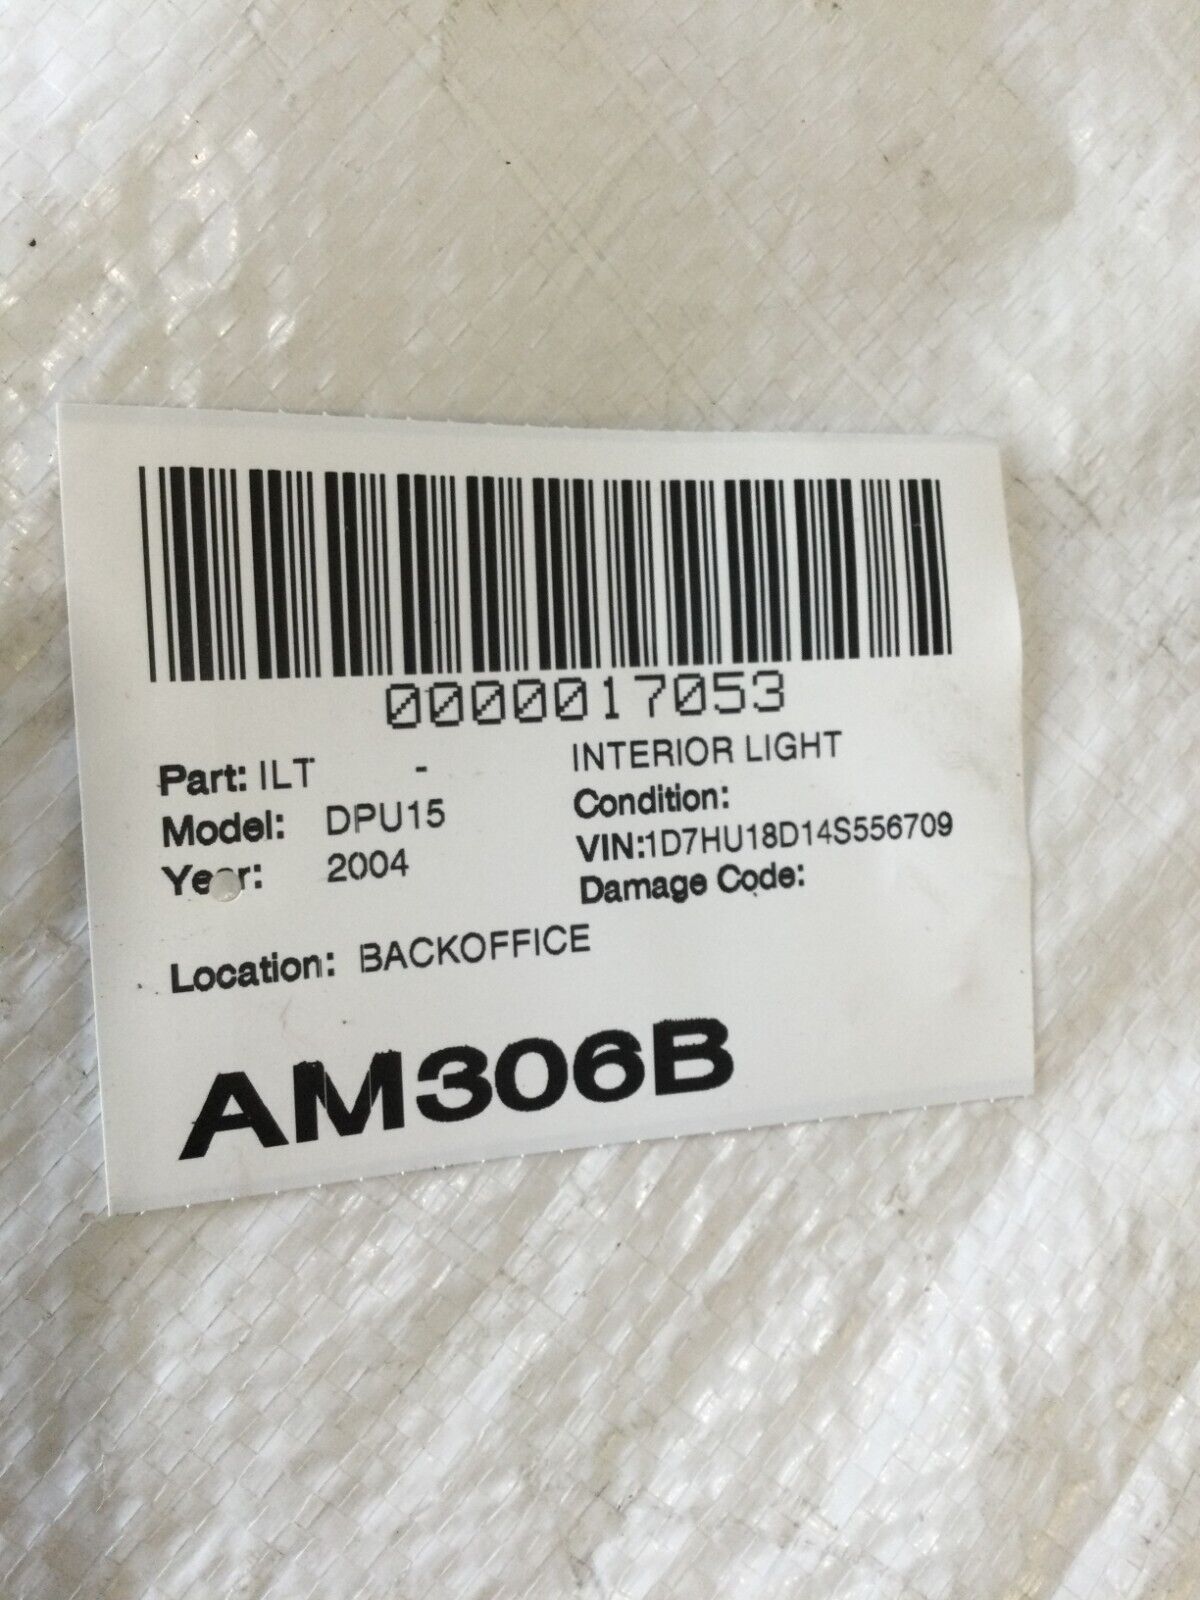 0000017053
Part: ILT - INTERIOR LIGHT
Model: DPU15 Condition:
Year: 2004 VIN:1D7HU18D14S556709
Damage Code:
Location: BACKOFFICE
AM306B